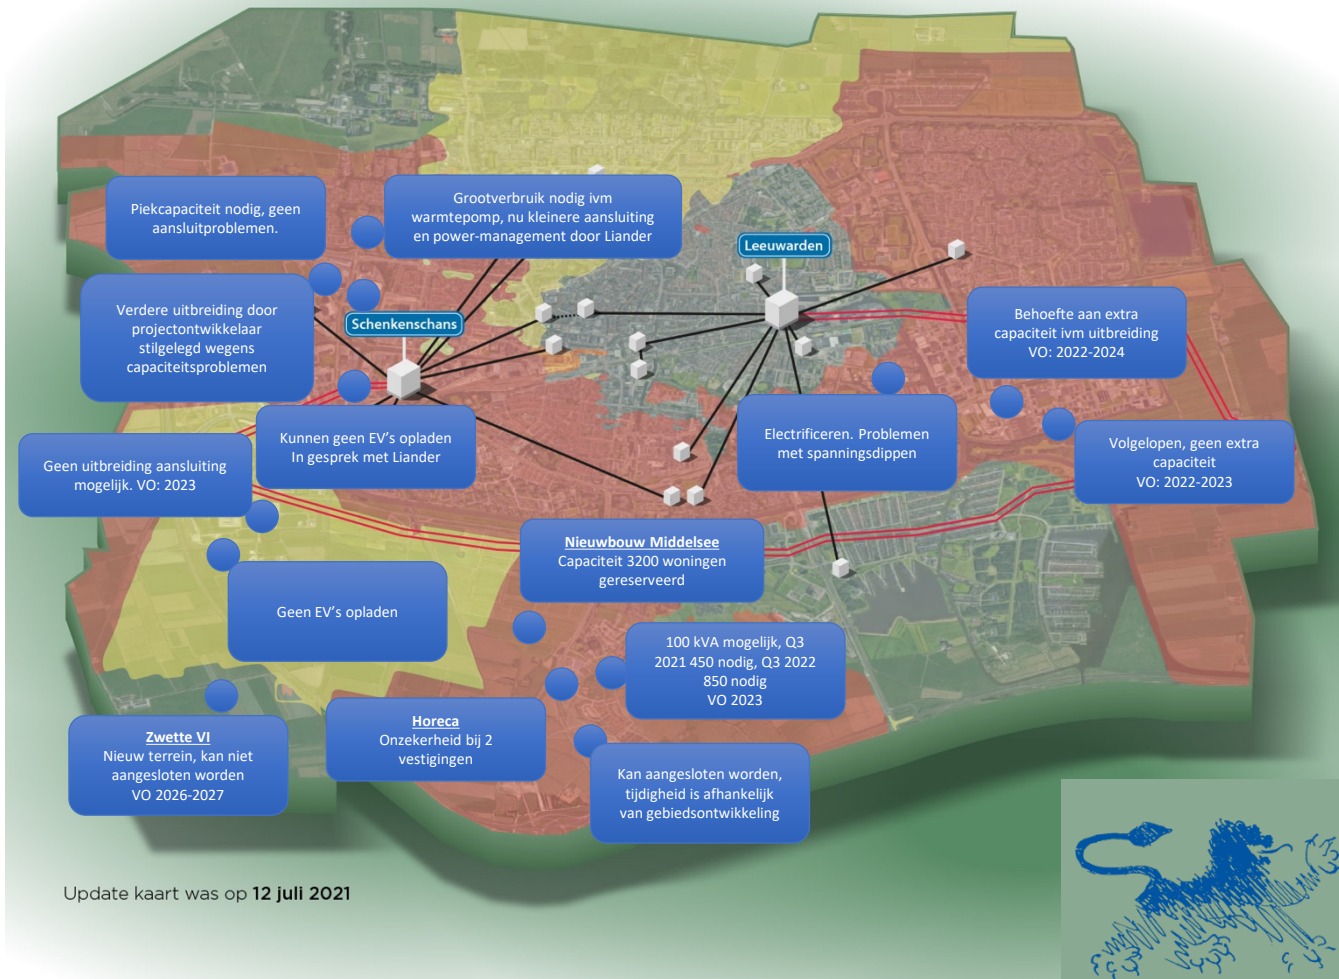 Piekcapaciteit nodig, geen
aansluitproblemen.
Grootverbruik nodig ivm
warmtepomp, nu kleinere aansluiting
en power-management door Liander
Leeuwarden
Verdere uitbreiding door
projectontwikkelaar
stilgelegd wegens
capaciteitsproblemen
Schenkenschans
Behoefte aan extra
capaciteit ivm uitbreiding
VO: 2022-2024
Kunnen geen EV's opladen
In gesprek met Liander
Electrificeren. Problemen
met spanningsdippen
Geen uitbreiding aansluiting
mogelijk. VO: 2023
Volgelopen, geen extra
capaciteit
VO: 2022-2023
Nieuwbouw Middelsee
Capaciteit 3200 woningen
gereserveerd
Geen EV's opladen
100 kVA mogelijk, Q3
2021 450 nodig, Q3 2022
850 nodig
VO 2023
Zwette VI
Nieuw terrein, kan niet
aangesloten worden
VO 2026-2027
Horeca
Onzekerheid bij 2
vestigingen
Kan aangesloten worden,
tijdigheid is afhankelijk
van gebiedsontwikkeling
Update kaart was op 12 juli 2021